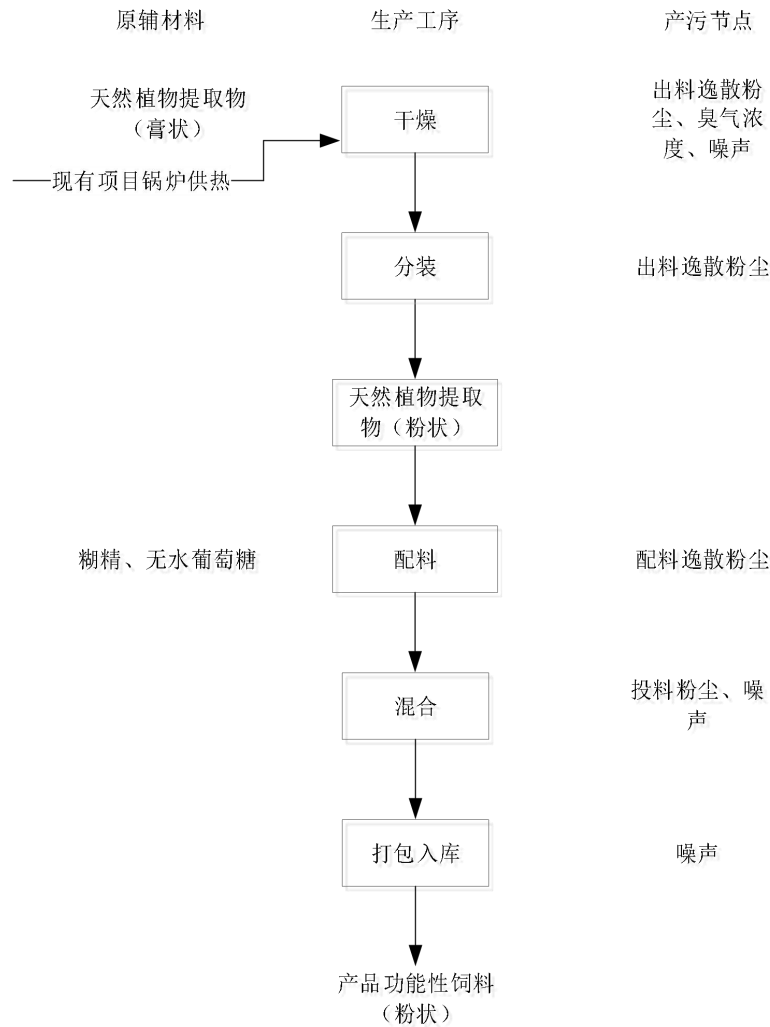 原辅材料
生产工序
产污节点
天然植物提取物
（膏状）
现有项目锅炉供热
干燥
出料逸散粉
尘、臭气浓
度、噪声
分装
出料逸散粉尘
天然植物提取
物（粉状）
糊精、无水葡萄糖
配料
配料逸散粉尘
混合
投料粉尘、噪
声
打包入库
噪声
产品功能性饲料
（粉状）